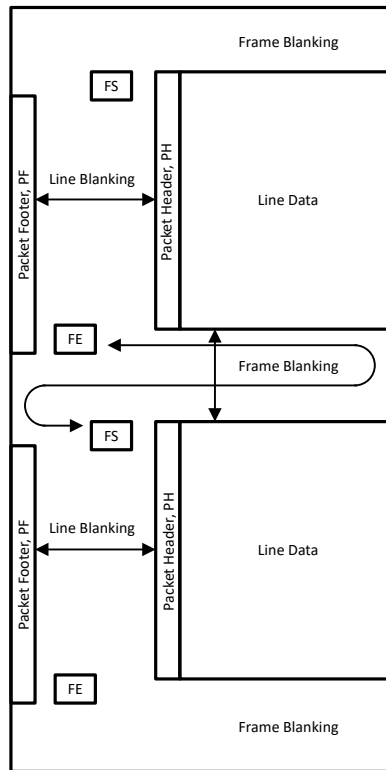 Frame Blanking
FS
Packet Footer, PF
Line Blanking
Packet Header, PH
Line Data
FE
Frame Blanking
FS
Packet Footer, PF
Line Blanking
Packet Header, PH
Line Data
FE
Frame Blanking